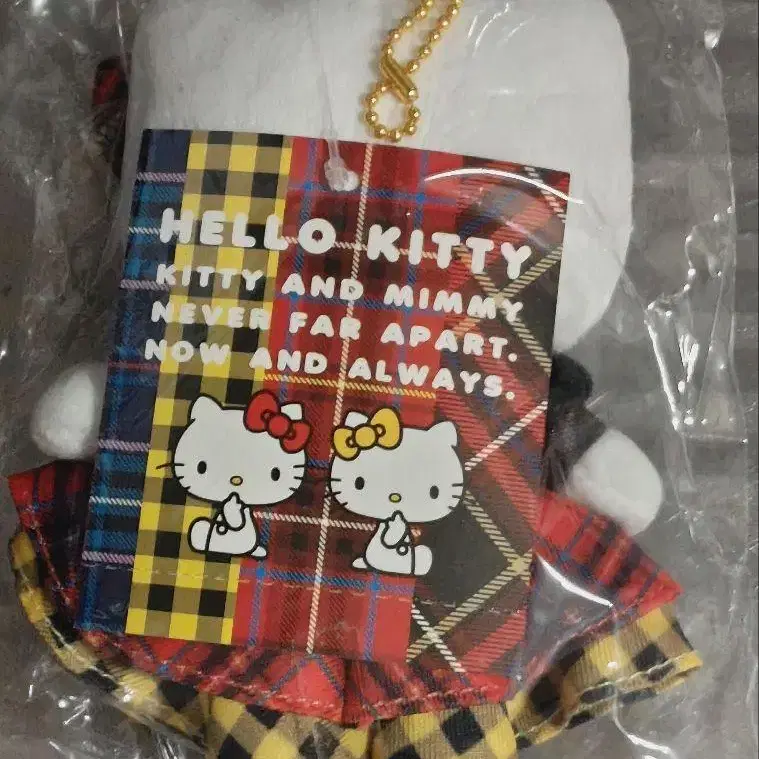 HELLO KITTY
KITTY AND MIMMY
NEVER FAR APART.
NOW AND ALWAYS.